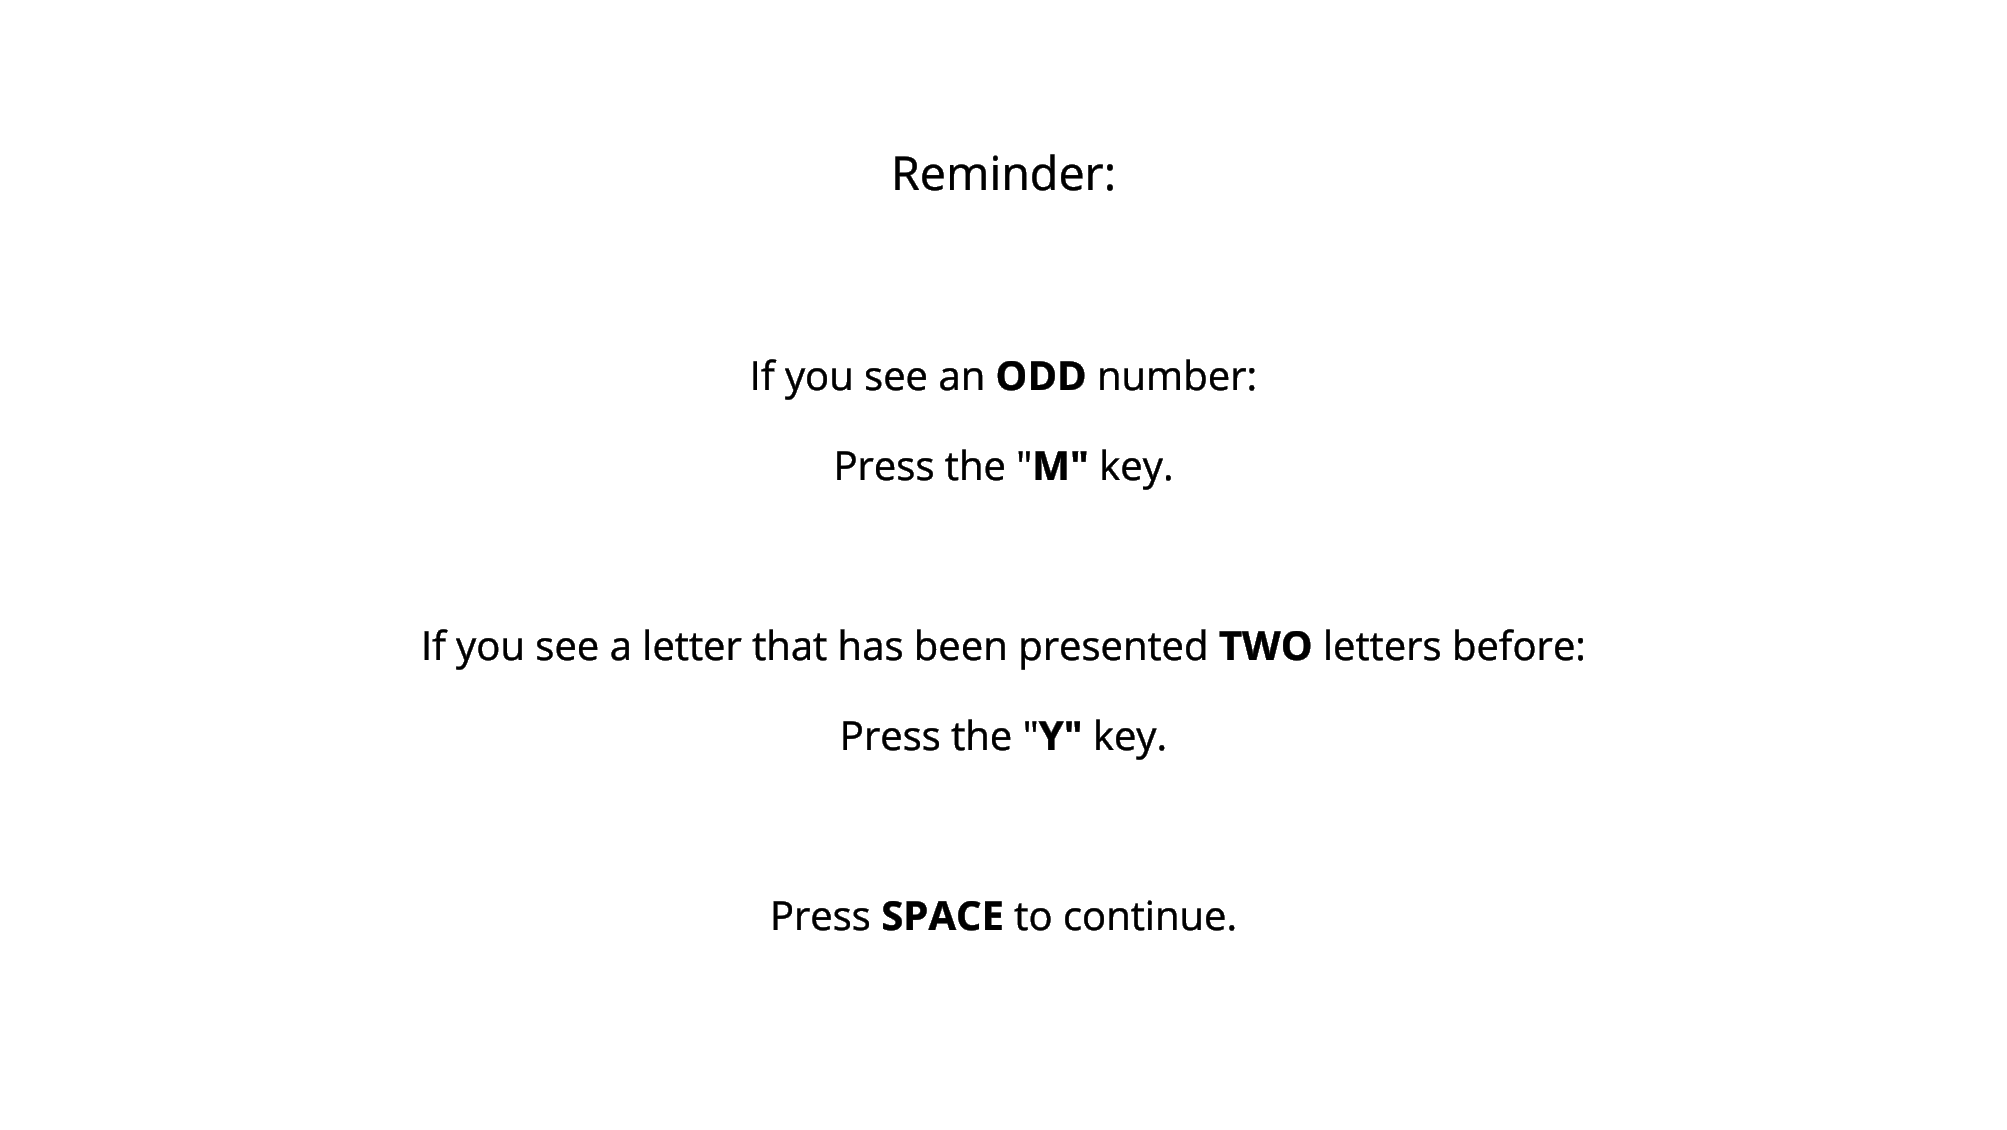 Reminder:
If you see an ODD number:
Press the "M" key.
If you see a letter that has been presented TWO letters before:
Press the "Y" key.
Press SPACE to continue.